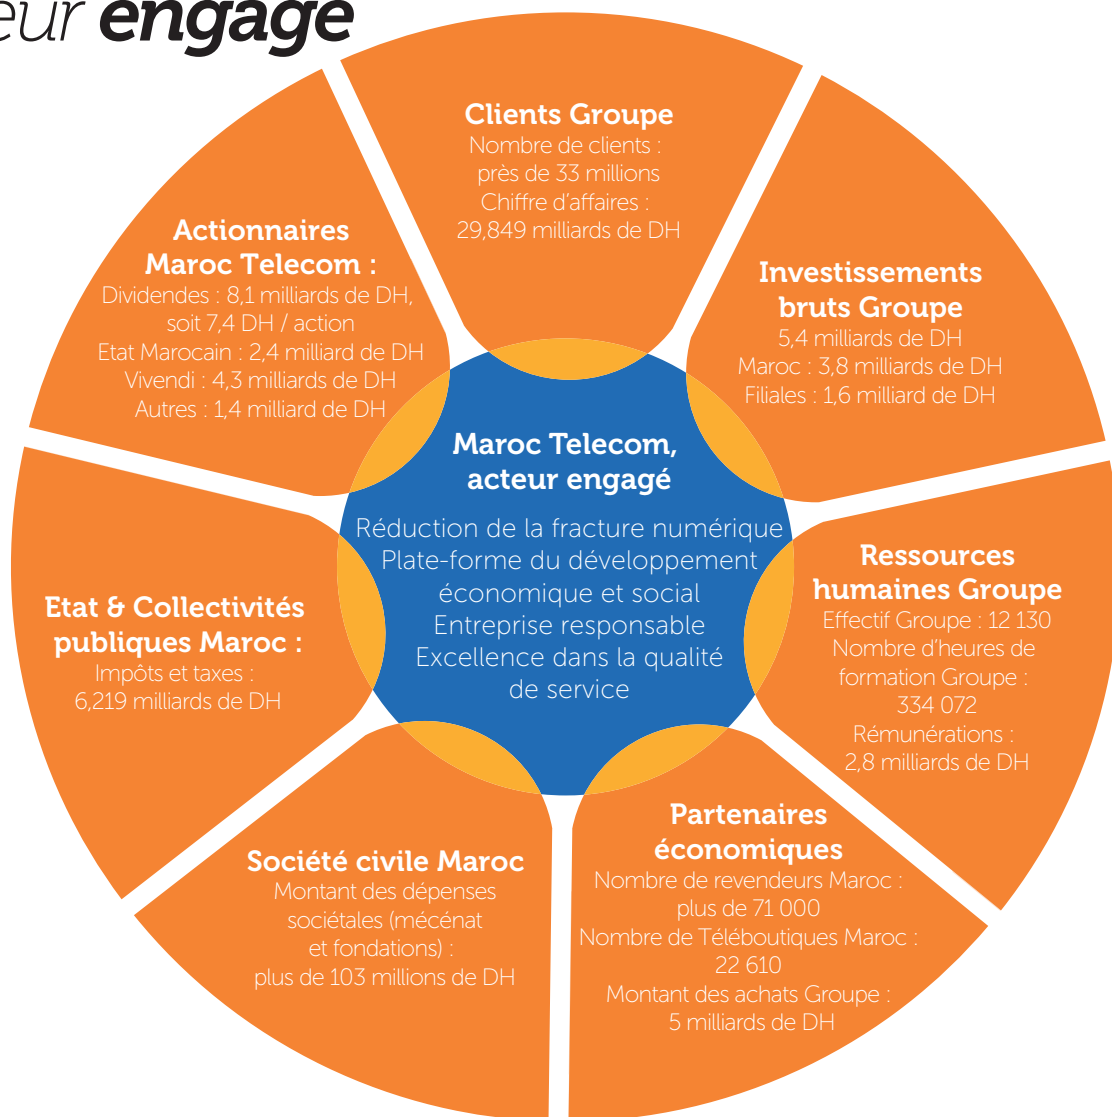 eur engagé
Clients Groupe
Nombre de clients :
près de 33 millions
Chiffre d’affaires :
29,849 milliards de DH
Investissements
bruts Groupe
5,4 milliards de DH
Maroc : 3,8 milliards de DH
Filiales : 1,6 milliard de DH
Ressources
humaines Groupe
Effectif Groupe : 12 130
Nombre d’heures de
formation Groupe :
334 072
Rémunérations :
2,8 milliards de DH
Partenaires
économiques
Nombre de revendeurs Maroc :
plus de 71 000
Nombre de Téléboutiques Maroc :
22 610
Montant des achats Groupe :
5 milliards de DH
Société civile Maroc
Montant des dépenses
sociétales (mécénat
et fondations) :
plus de 103 millions de DH
Etat & Collectivités
publiques Maroc :
Impôts et taxes :
6,219 milliards de DH
Actionnaires
Maroc Telecom :
Dividendes : 8,1 milliards de DH,
soit 7,4 DH / action
Etat Marocain : 2,4 milliard de DH
Vivendi : 4,3 milliards de DH
Autres : 1,4 milliard de DH
Maroc Telecom,
acteur engagé
Réduction de la fracture numérique
Plate-forme du développement
économique et social
Entreprise responsable
Excellence dans la qualité
de service